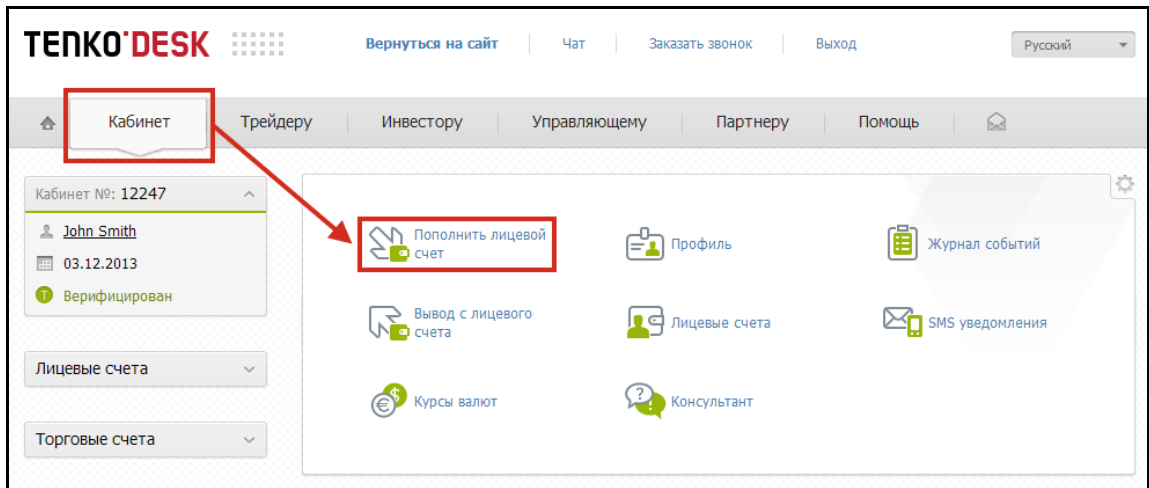 TENKO DESK
Вернуться на сайт
Чат
Заказать звонок
Выход
Русский
Кабинет
Трейдеру
Инвестору
Управляющему
Партнеру
Помощь
Кабинет №: 12247
John Smith
03.12.2013
T Верифицирован
Лицевые счета
Торговые счета
Пополнить лицевой
счет
Профиль
Журнал событий
Вывод с лицевого
счета
Лицевые счета
SMS уведомления
Курсы валют
Консультант